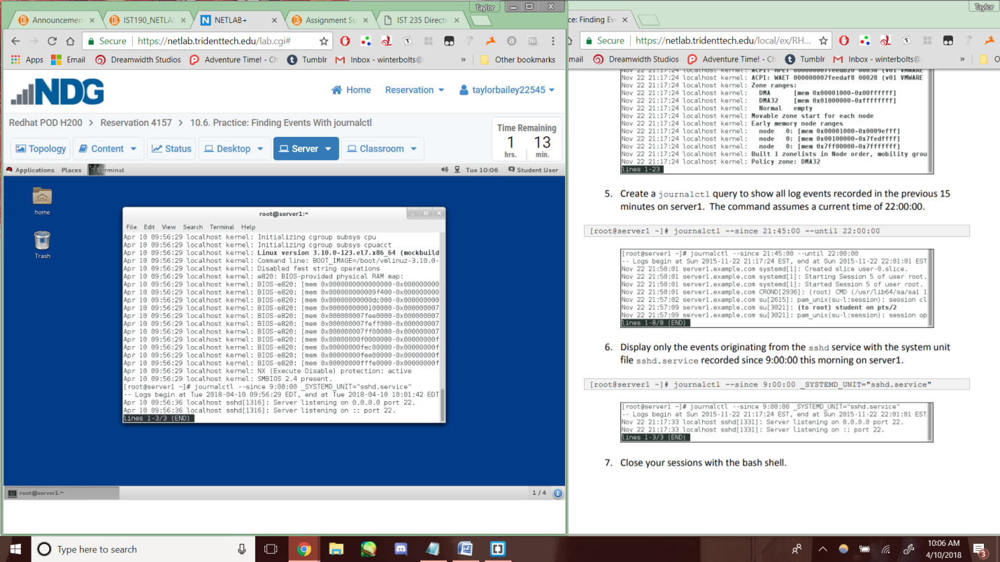 Taylor
Announcemen
IST190_NETLA
NETLAB+
Assignment Su
IST 235 Directi
Secure
https://netlab.tridenttech.edu/lab.cgi#
Apps
Email
Dreamwidth Studios
Adventure Time! - Ch
Tumblr
Inbox - winterbolts@
»
Other bookmarks
NDG
Home
Reservation
taylorbailey22545
Redhat POD H200 > Reservation 4157 > 10.6. Practice: Finding Events With journalctl
Time Remaining
1
13
hrs.
min.
Topology
Content
Status
Desktop
Server
Classroom
Applications
Places
Terminal
Tue 10:06
Student User
home
Trash
root@server1:~
File Edit View Search Terminal Help
Apr 10 09:56:29 localhost kernel: Initializing cgroup subsys cpu
Apr 10 09:56:29 localhost kernel: Initializing cgroup subsys cpuacct
Apr 10 09:56:29 localhost kernel: Linux version 3.10.0-123.el7.x86_64 (mockbuild
Apr 10 09:56:29 localhost kernel: Command line: BOOT_IMAGE=/boot/vmlinuz-3.10.0-
Apr 10 09:56:29 localhost kernel: Disabled fast string operations
Apr 10 09:56:29 localhost kernel: e820: BIOS-provided physical RAM map:
Apr 10 09:56:29 localhost kernel: BIOS-e820: [mem 0x0000000000000000-0x000000000
Apr 10 09:56:29 localhost kernel: BIOS-e820: [mem 0x000000000009f400-0x000000000
Apr 10 09:56:29 localhost kernel: BIOS-e820: [mem 0x00000000000dc000-0x000000000
Apr 10 09:56:29 localhost kernel: BIOS-e820: [mem 0x0000000000100000-0x000000007
Apr 10 09:56:29 localhost kernel: BIOS-e820: [mem 0x000000007fee0000-0x000000007
Apr 10 09:56:29 localhost kernel: BIOS-e820: [mem 0x000000007feff000-0x000000007
Apr 10 09:56:29 localhost kernel: BIOS-e820: [mem 0x000000007ff00000-0x000000007
Apr 10 09:56:29 localhost kernel: BIOS-e820: [mem 0x00000000f0000000-0x00000000f
Apr 10 09:56:29 localhost kernel: BIOS-e820: [mem 0x00000000fec00000-0x00000000f
Apr 10 09:56:29 localhost kernel: BIOS-e820: [mem 0x00000000fee00000-0x00000000f
Apr 10 09:56:29 localhost kernel: BIOS-e820: [mem 0x00000000fffe0000-0x00000000f
Apr 10 09:56:29 localhost kernel: NX (Execute Disable) protection: active
Apr 10 09:56:29 localhost kernel: SMBIOS 2.4 present.
[root@server1 ~]# journalctl --since 9:00:00 _SYSTEMD_UNIT="sshd.service"
-- Logs begin at Tue 2018-04-10 09:56:29 EDT, end at Tue 2018-04-10 10:01:42 EDT
Apr 10 09:56:36 localhost sshd[1316]: Server listening on 0.0.0.0 port 22.
Apr 10 09:56:36 localhost sshd[1316]: Server listening on :: port 22.
lines 1-3/3 (END)
root@server1:~
1 / 4
1
Taylor
ce: Finding Eve
Secure
https://netlab.tridenttech.edu/local/ex/RH...
mail
Dreamwidth Studios
Adventure Time! - Ch
Tumblr
Inbox - winterbolts@
»
O
Nov 22 21:17:24 localhost kernel: ACPI: HPET 000000007feedb20 00038 (v01 VMWARE
Nov 22 21:17:24 localhost kernel: ACPI: WAET 000000007feedaf8 00028 (v01 VMWARE
Nov 22 21:17:24 localhost kernel: Zone ranges:
Nov 22 21:17:24 localhost kernel: DMA [mem 0x00001000-0x00ffffff]
Nov 22 21:17:24 localhost kernel: DMA32 [mem 0x01000000-0xffffffff]
Nov 22 21:17:24 localhost kernel: Normal empty
Nov 22 21:17:24 localhost kernel: Movable zone start for each node
Nov 22 21:17:24 localhost kernel: Early memory node ranges
Nov 22 21:17:24 localhost kernel: node 0: [mem 0x00001000-0x0009efff]
Nov 22 21:17:24 localhost kernel: node 0: [mem 0x00100000-0x7fedffff]
Nov 22 21:17:24 localhost kernel: node 0: [mem 0x7ff00000-0x7fffffff]
Nov 22 21:17:24 localhost kernel: Built 1 zonelists in Node order, mobility grou
Nov 22 21:17:24 localhost kernel: Policy zone: DMA32
lines 1-23
5. Create a journalctl query to show all log events recorded in the previous 15
minutes on server1. The command assumes a current time of 22:00:00.
[root@server1 ~]# journalctl --since 21:45:00 --until 22:00:00
[root@server1 ~]# journalctl --since 21:45:00 --until 22:00:00
-- Logs begin at Sun 2015-11-22 21:17:24 EST, end at Sun 2015-11-22 22:01:01 EST
Nov 22 21:50:01 server1.example.com systemd[1]: Created slice user-0.slice.
Nov 22 21:50:01 server1.example.com systemd[1]: Starting Session 5 of user root.
Nov 22 21:50:01 server1.example.com systemd[1]: Started Session 5 of user root.
Nov 22 21:50:01 server1.example.com CROND[2936]: (root) CMD (/usr/lib64/sa/sa1 1
Nov 22 21:57:02 server1.example.com su[2615]: pam_unix(su-l:session): session cl
Nov 22 21:57:09 server1.example.com su[3021]: (to root) student on pts/2
Nov 22 21:57:09 server1.example.com su[3021]: pam_unix(su-l:session): session op
lines 1-8/8 (END)
6. Display only the events originating from the sshd service with the system unit
file sshd.service recorded since 9:00:00 this morning on server1.
[root@server1 ~]# journalctl --since 9:00:00 _SYSTEMD_UNIT="sshd.service"
[root@server1 ~]# journalctl --since 9:00:00 _SYSTEMD_UNIT="sshd.service"
-- Logs begin at Sun 2015-11-22 21:17:24 EST, end at Sun 2015-11-22 22:01:01 EST
Nov 22 21:17:33 localhost sshd[1331]: Server listening on 0.0.0.0 port 22.
Nov 22 21:17:33 localhost sshd[1331]: Server listening on :: port 22.
lines 1-3/3 (END)
7. Close your sessions with the bash shell.
Type here to search
10:06 AM
4/10/2018
3